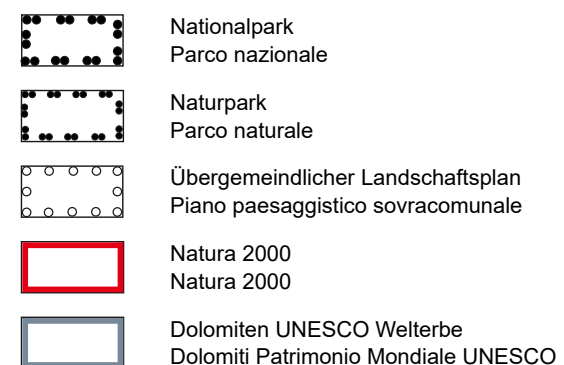 Nationalpark
Parco nazionale
Naturpark
Parco naturale
Übergemeindlicher Landschaftsplan
Piano paesaggistico sovracomunale
Natura 2000
Natura 2000
Dolomiten UNESCO Welterbe
Dolomiti Patrimonio Mondiale UNESCO